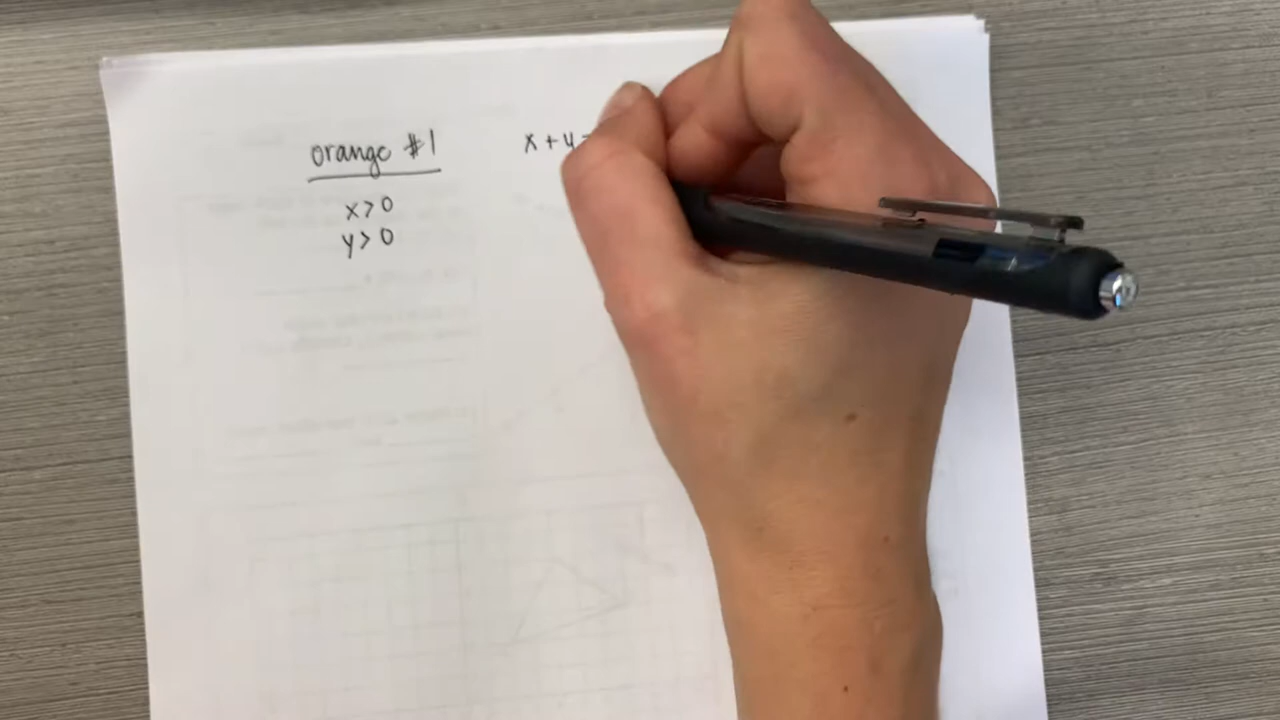 orange #1
x + y
x > 0
y > 0